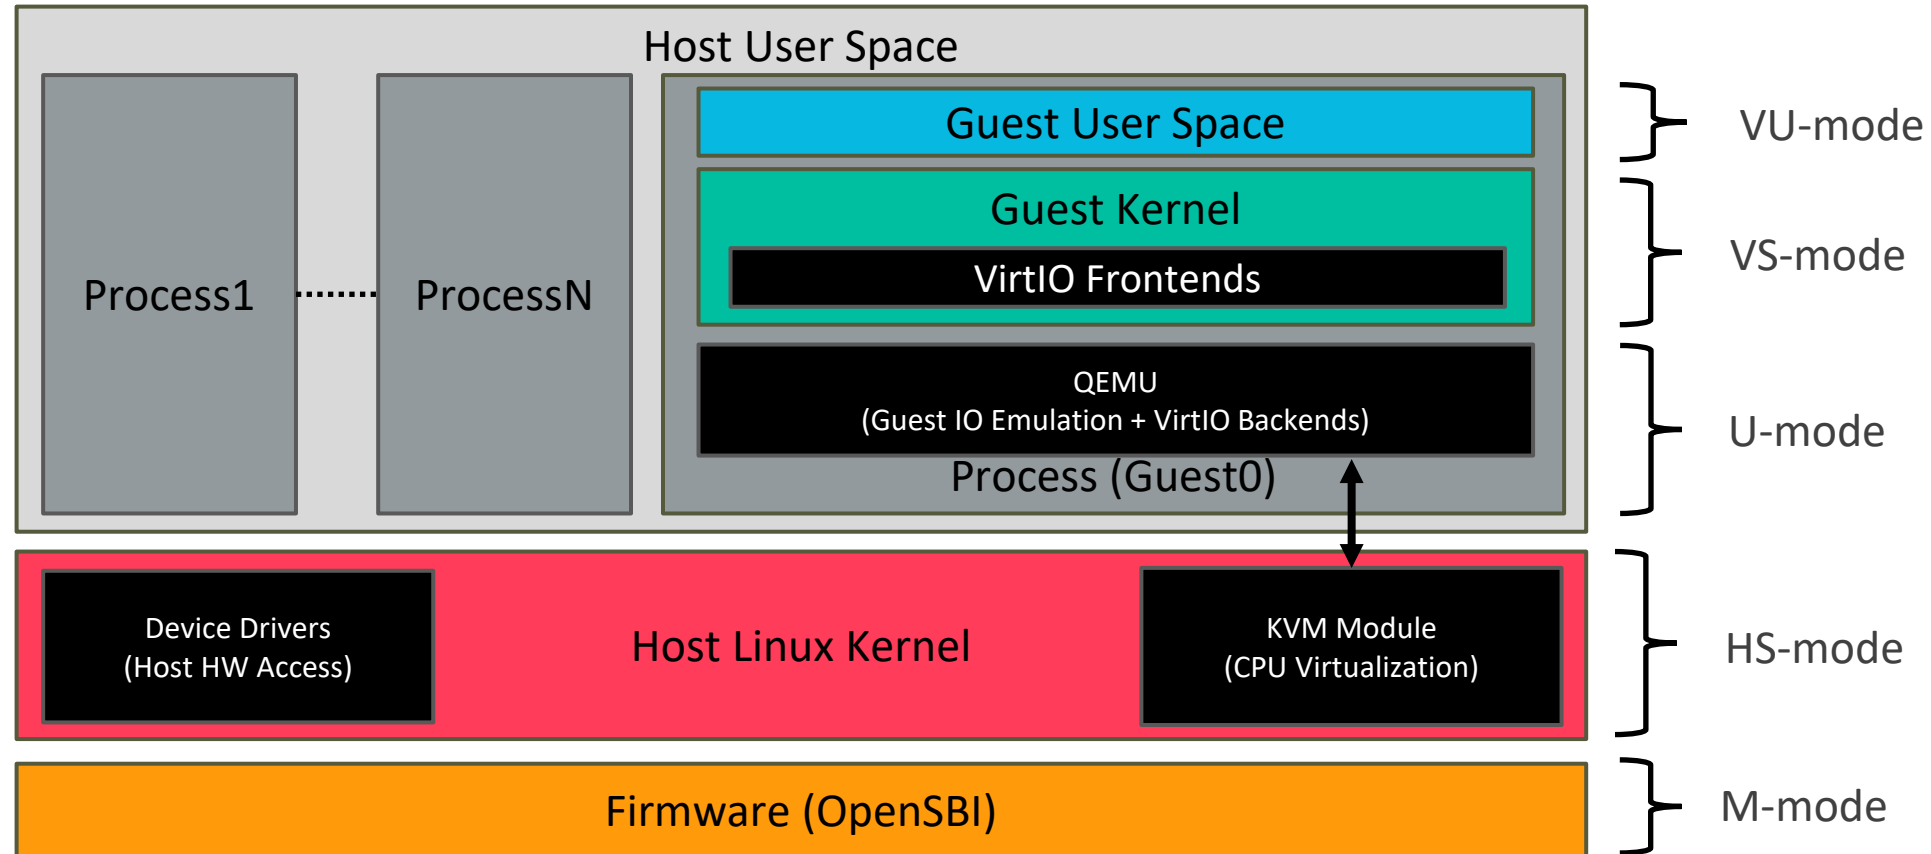 Host User Space
Process1
ProcessN
Guest User Space
Guest Kernel
VirtIO Frontends
QEMU
(Guest IO Emulation + VirtIO Backends)
Process (Guest0)
VU-mode
VS-mode
U-mode
Device Drivers
(Host HW Access)
Host Linux Kernel
KVM Module
(CPU Virtualization)
HS-mode
Firmware (OpenSBI)
M-mode